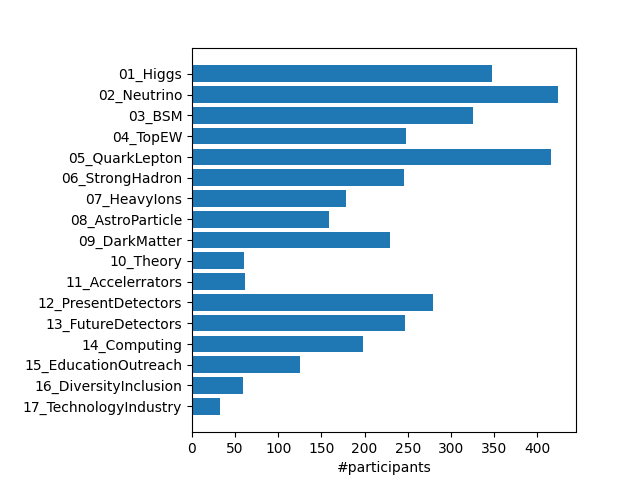 01_Higgs
02_Neutrino
03_BSM
04_TopEW
05_QuarkLepton
06_StrongHadron
07_HeavyIons
08_AstroParticle
09_DarkMatter
10_Theory
11_Accelerrators
12_PresentDetectors
13_FutureDetectors
14_Computing
15_EducationOutreach
16_DiversityInclusion
17_TechnologyIndustry
0 50 100 150 200 250 300 350 400
#participants